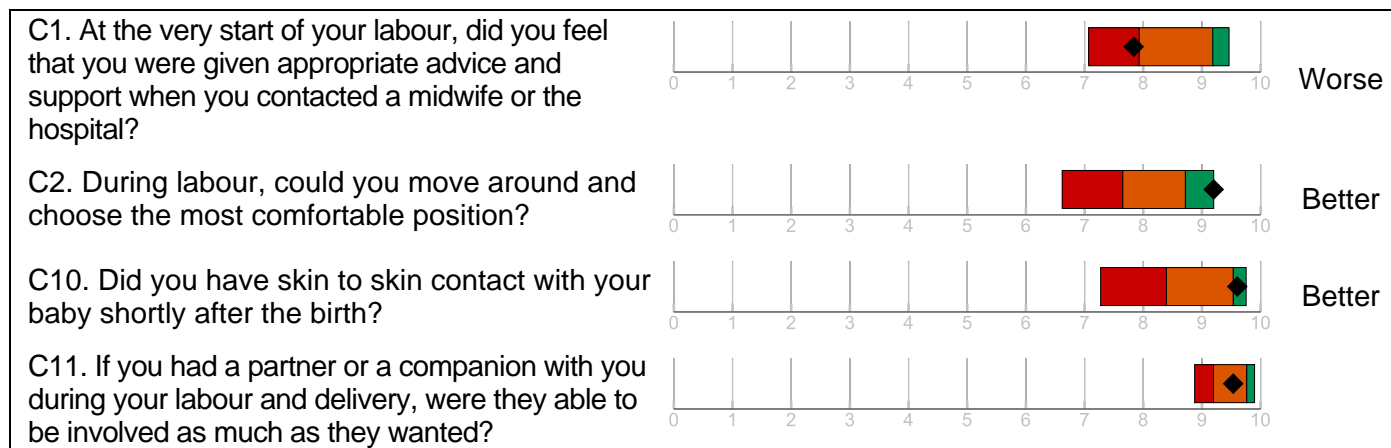 C1. At the very start of your labour, did you feel
that you were given appropriate advice and
support when you contacted a midwife or the
hospital?
0 1 2 3 4 5 6 7 8 9 10
Worse
C2. During labour, could you move around and
choose the most comfortable position?
0 1 2 3 4 5 6 7 8 9 10
Better
C10. Did you have skin to skin contact with your
baby shortly after the birth?
0 1 2 3 4 5 6 7 8 9 10
Better
C11. If you had a partner or a companion with you
during your labour and delivery, were they able to
be involved as much as they wanted?
0 1 2 3 4 5 6 7 8 9 10